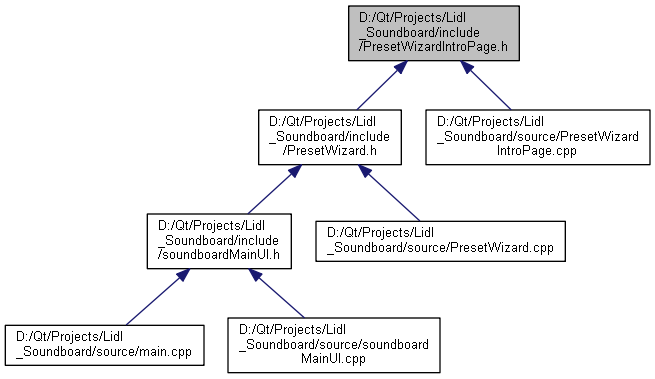 D:/Qt/Projects/Lidl
_Soundboard/include
/PresetWizardIntroPage.h
D:/Qt/Projects/Lidl
_Soundboard/include
/PresetWizard.h
D:/Qt/Projects/Lidl
_Soundboard/source/PresetWizard
IntroPage.cpp
D:/Qt/Projects/Lidl
_Soundboard/include
/soundboardMainUI.h
D:/Qt/Projects/Lidl
_Soundboard/source/PresetWizard.cpp
D:/Qt/Projects/Lidl
_Soundboard/source/main.cpp
D:/Qt/Projects/Lidl
_Soundboard/source/soundboard
MainUI.cpp